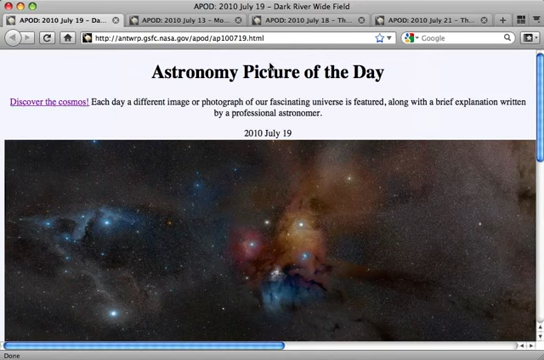 APOD: 2010 July 19 – Dark River Wide Field
APOD: 2010 July 19 – Da...
APOD: 2010 July 13 – Mo...
APOD: 2010 July 18 – Th...
APOD: 2010 July 21 – Th...
http://antwrp.gsfc.nasa.gov/apod/ap100719.html
Google
Astronomy Picture of the Day
Discover the cosmos! Each day a different image or photograph of our fascinating universe is featured, along with a brief explanation written
by a professional astronomer.
2010 July 19
Done